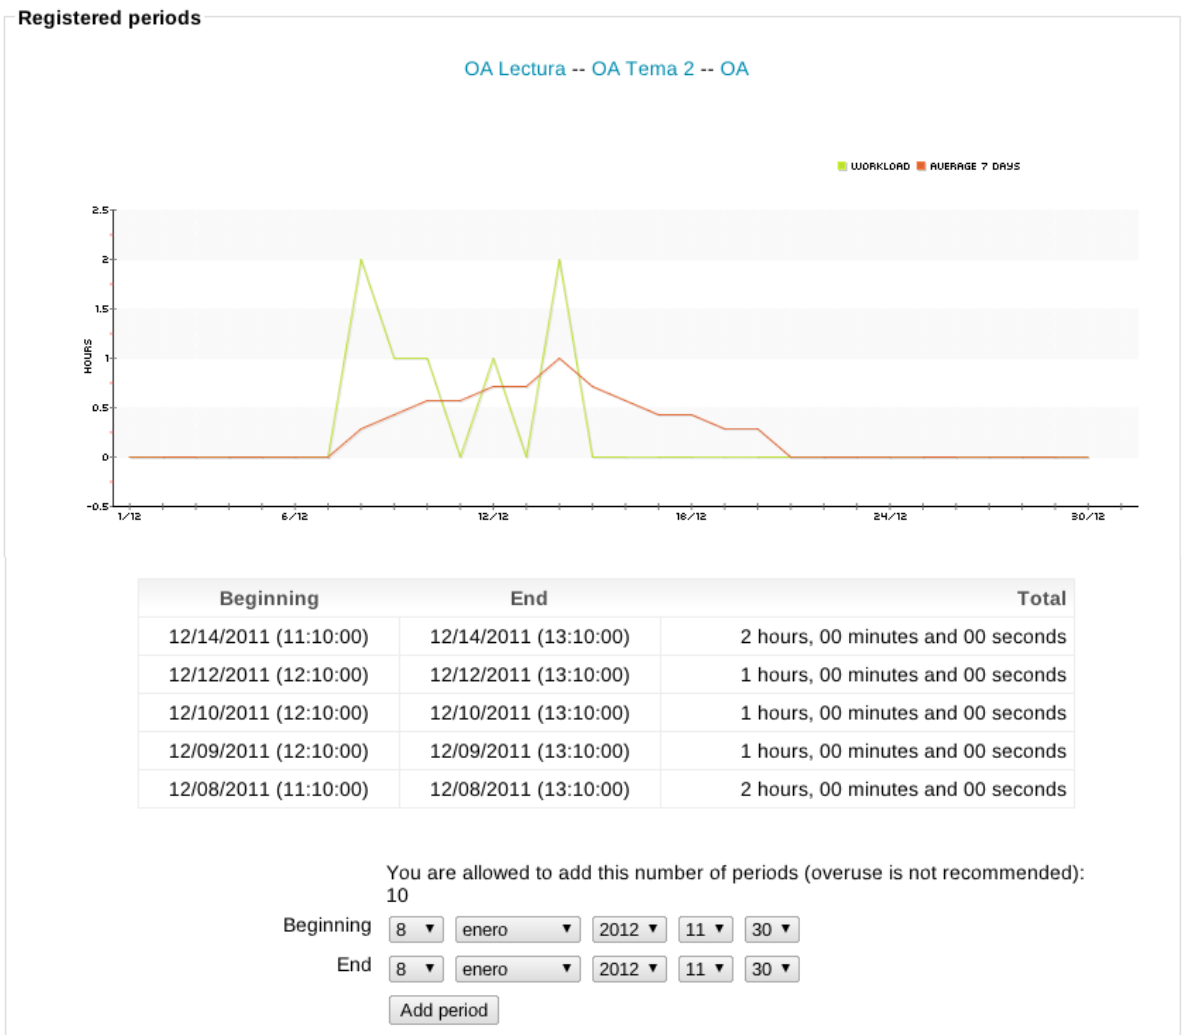 Registered periods
OA Lectura -- OA Tema 2 -- OA
WORKLOAD AVERAGE 7 DAYS
2.5
2
1.5
1
0.5
0
-0.5
HOURS
1/12 6/12 12/12 18/12 24/12 30/12
Beginning End Total
12/14/2011 (11:10:00) 12/14/2011 (13:10:00) 2 hours, 00 minutes and 00 seconds
12/12/2011 (12:10:00) 12/12/2011 (13:10:00) 1 hours, 00 minutes and 00 seconds
12/10/2011 (12:10:00) 12/10/2011 (13:10:00) 1 hours, 00 minutes and 00 seconds
12/09/2011 (12:10:00) 12/09/2011 (13:10:00) 1 hours, 00 minutes and 00 seconds
12/08/2011 (11:10:00) 12/08/2011 (13:10:00) 2 hours, 00 minutes and 00 seconds
You are allowed to add this number of periods (overuse is not recommended):
10
Beginning 8 enero 2012 11 30
End 8 enero 2012 11 30
Add period